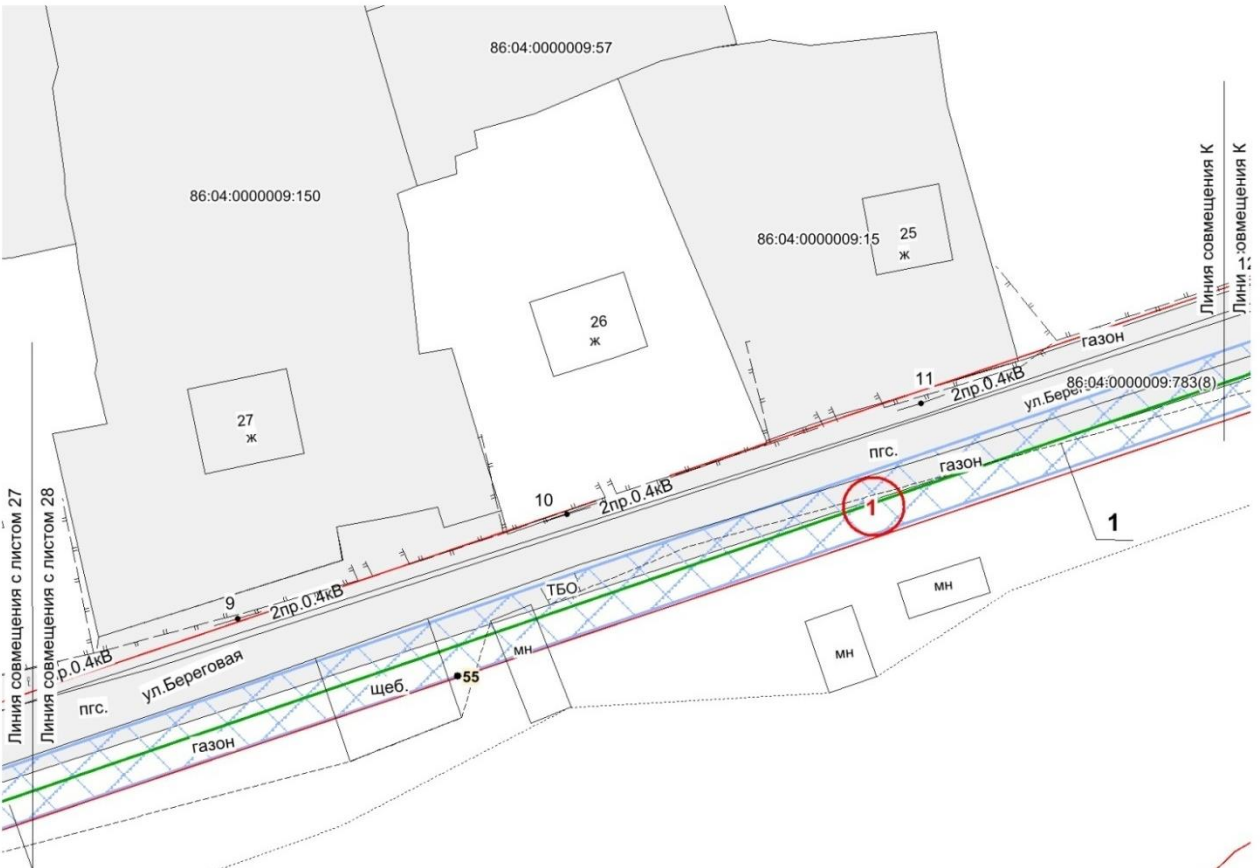 86:04:0000009:57
86:04:0000009:150
86:04:0000009:15
25
ж
26
ж
27
ж
Линия совмещения К
Линия совмещения с листом 27
Линия совмещения с листом 28
газон
11
2пр.0.4кВ
86:04:0000009:783(8)
пгс.
газон
10
2пр.0.4кВ
1
1
ТБО
мн
мн
мн
9
2пр.0.4кВ
р.0.4кВ
ул.Береговая
пгс.
щеб.
55
газон